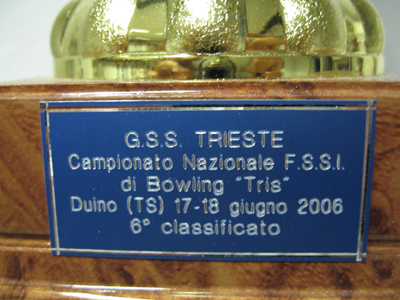 G.S.S. TRIESTE
Campionato Nazionale F.S.S.I.
di Bowling "Tris"
Duino (TS) 17-18 giugno 2006
6° classificato